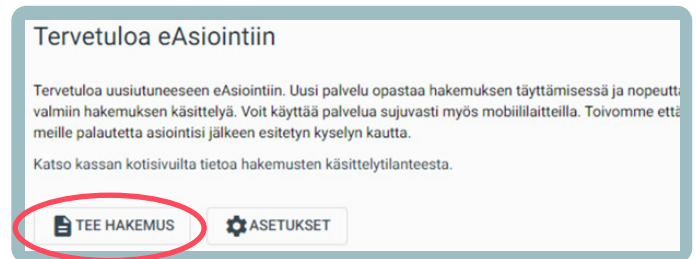 Tervetuloa eAsiointiin
Tervetuloa uusiutuneeseen eAsiointiin. Uusi palvelu opastaa hakemuksen täyttämisessä ja nopeutta
valmiin hakemuksen käsittelyä. Voit käyttää palvelua sujuvasti myös mobiililaitteilla. Toivomme että
meille palautetta asiointisi jälkeen esitetyn kyselyn kautta.
Katso kassan kotisivuilta tietoa hakemusten käsittelytilanteesta.
TEE HAKEMUS ASETUKSET